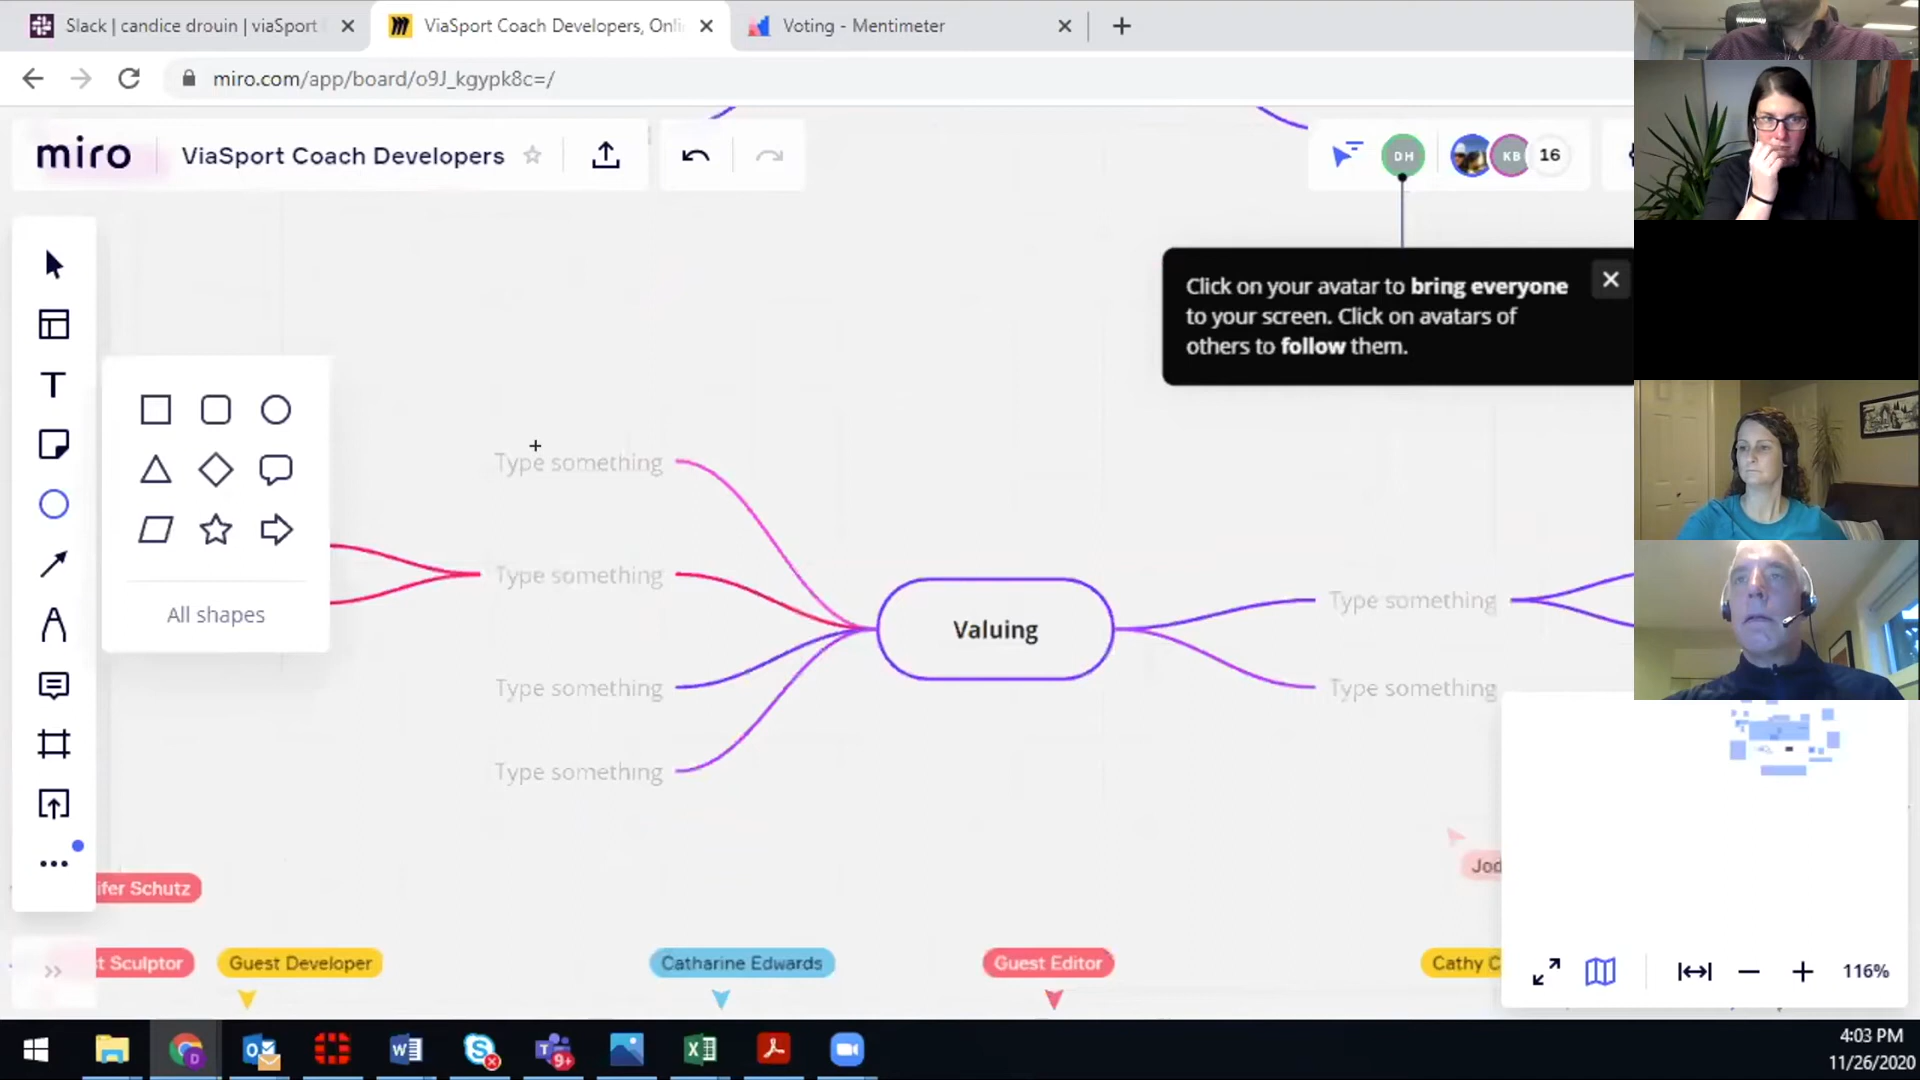 Slack | candice drouin | viaSport
ViaSport Coach Developers, Onli
Voting - Mentimeter
miro.com/app/board/o9J_kgypk8c=/
miro
ViaSport Coach Developers
DH
KB
16
Click on your avatar to bring everyone
to your screen. Click on avatars of
others to follow them.
T
Type something
Type something
Type something
Type something
Valuing
Type something
Type something
All shapes
ifer Schutz
Jod
t Sculptor
Guest Developer
Catharine Edwards
Guest Editor
Cathy C
116%
9+
4:03 PM
11/26/2020